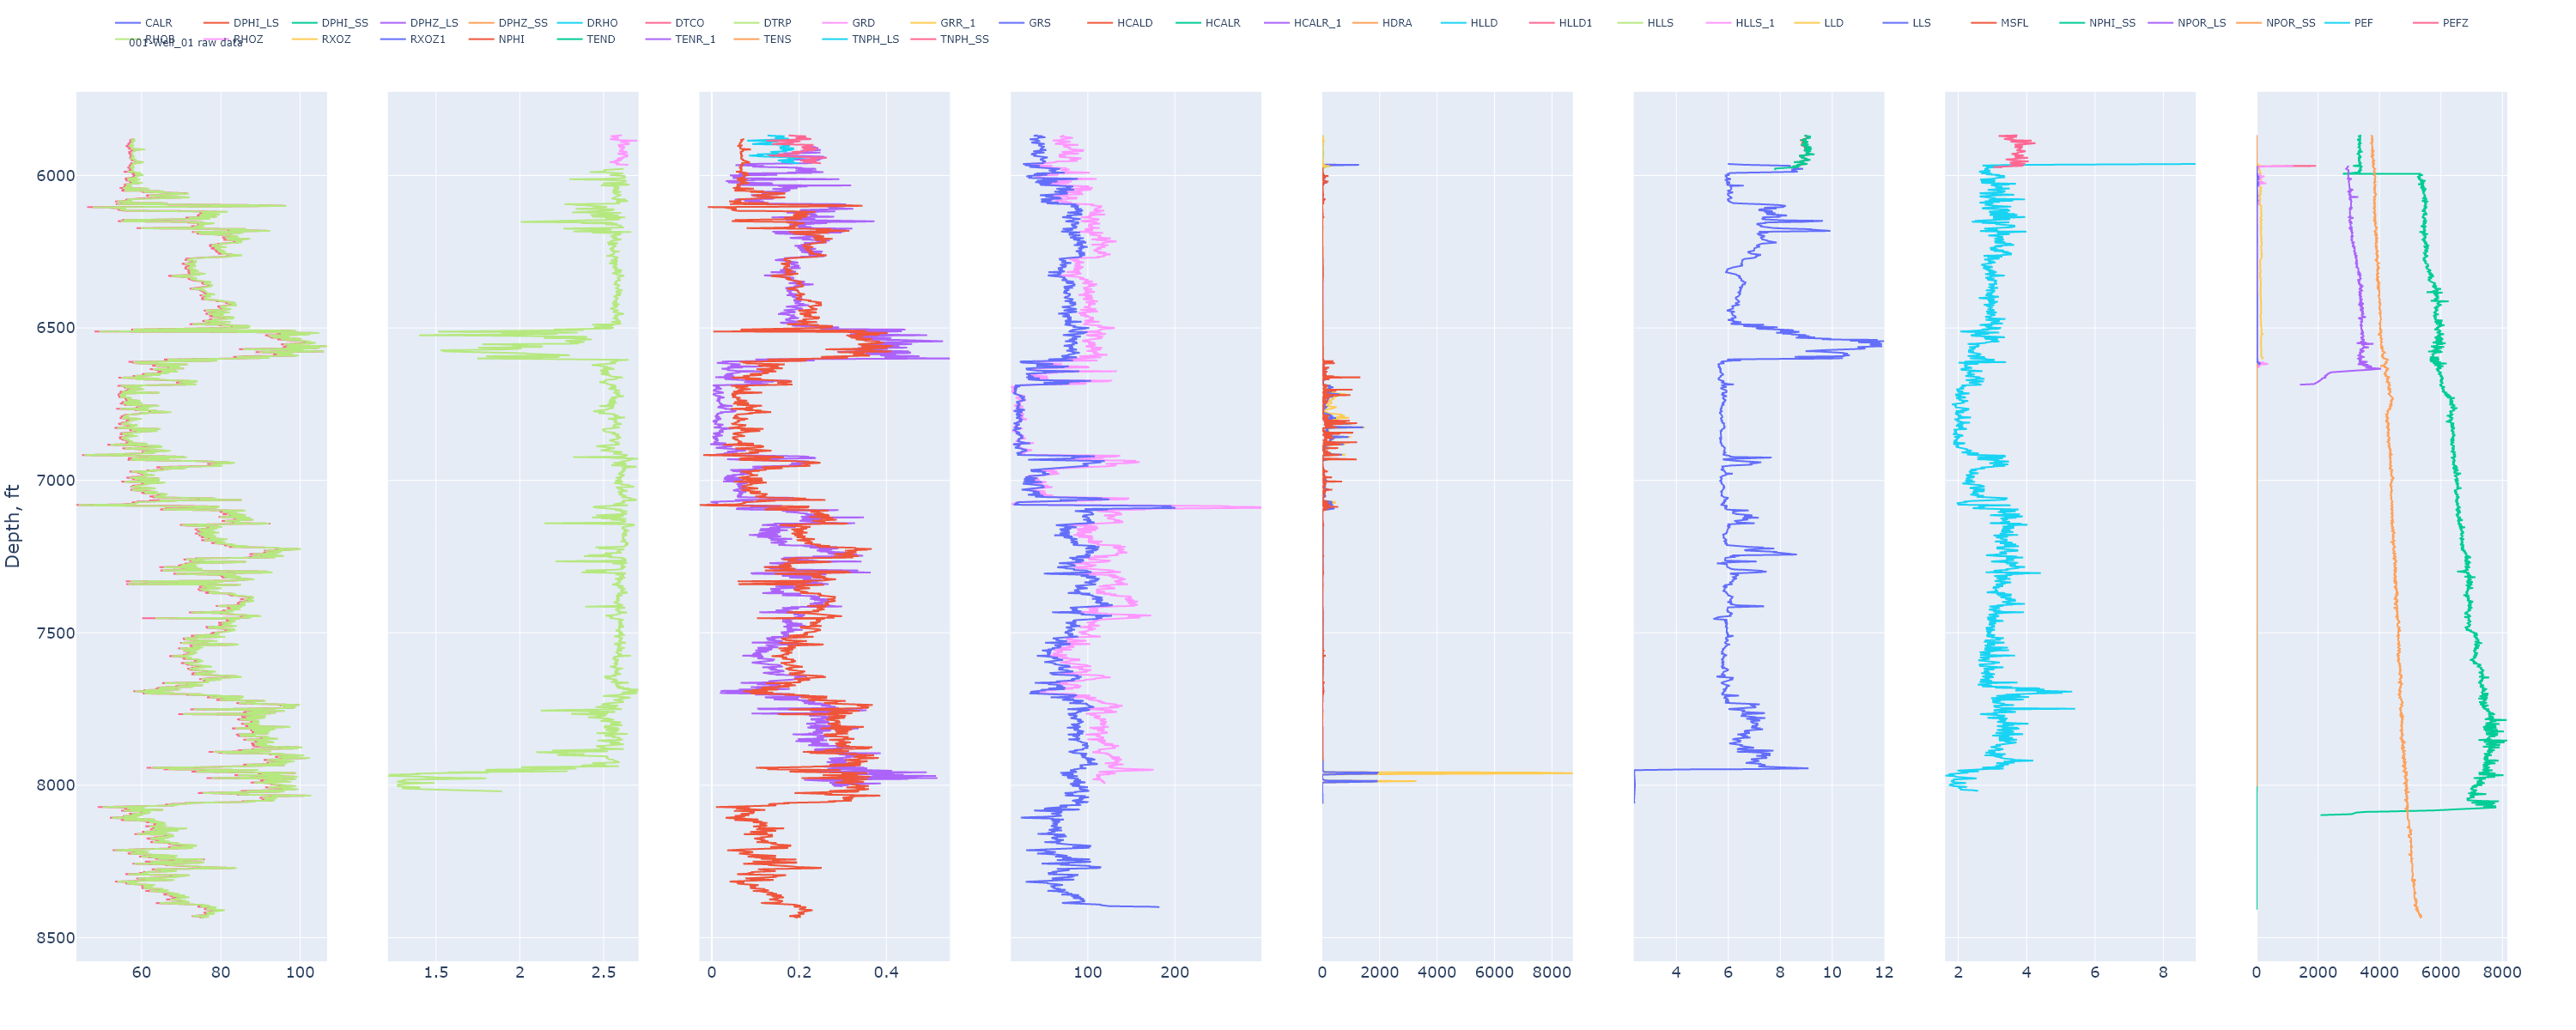 CALR DPHI_LS DPHI_SS DPHZ_LS DPHZ_SS DRHO DTCO DTRP GRD GRR_1 GRS HCALD HCALR HCALR_1 HDRA HLLD HLLD1 HLLS HLLS_1 LLD LLS MSFL NPHI_SS NPOR_LS NPOR_SS PEF PEFZ
RHOB RHOZ RXOZ RXOZ1 NPHI TEND TENR_1 TENS TNPH_LS TNPH_SS
001-Well_01 raw data
6000
6500
7000
Depth, ft
7500
8000
8500
60 80 100 1.5 2 2.5 0 0.2 0.4 100 200 0 2000 4000 6000 8000 4 6 8 10 12 2 4 6 8 0 2000 4000 6000 8000